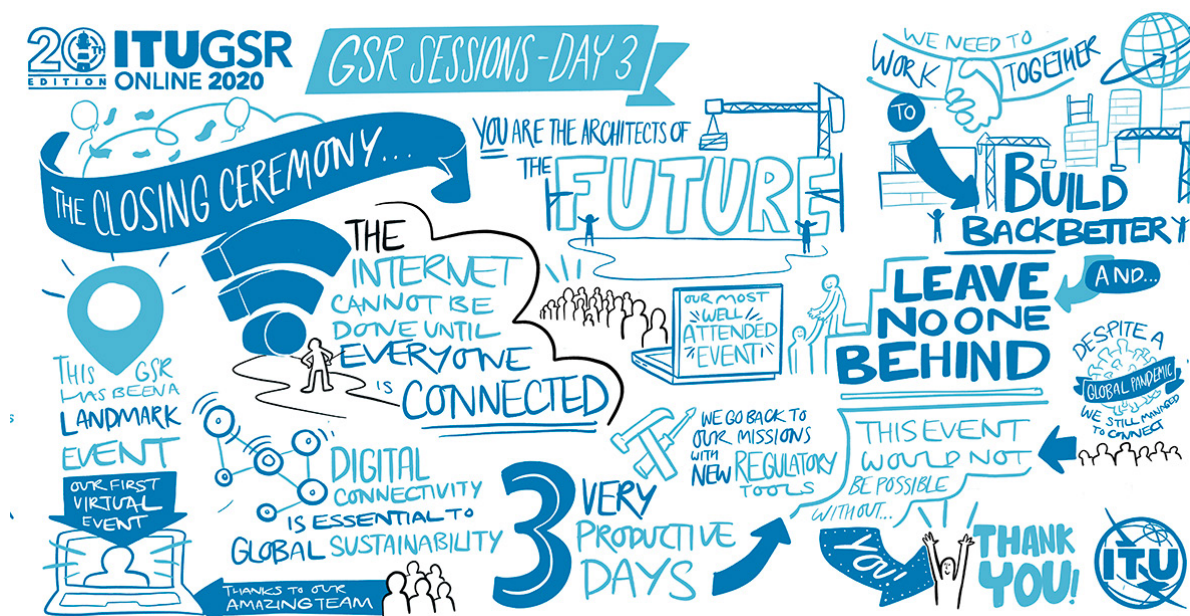 20TH
EDITION
ITUGSR
ONLINE 2020
GSR SESSIONS - DAY 3
THE CLOSING CEREMONY...
YOU ARE THE ARCHITECTS OF
THE FUTURE
WE NEED TO
WORK TOGETHER
TO
BUILD
BACK BETTER
AND...
LEAVE
NO ONE
BEHIND
THE
INTERNET
CANNOT BE
DONE UNTIL
EVERYONE
IS CONNECTED
OUR MOST
WELL
ATTENDED
EVENT!
DESPITE A
GLOBAL PANDEMIC
WE STILL MANAGED
TO CONNECT
THIS GSR
HAS BEEN A
LANDMARK
EVENT
OUR FIRST
VIRTUAL
EVENT
THANKS TO OUR
AMAZING TEAM
DIGITAL
CONNECTIVITY
IS ESSENTIAL TO
GLOBAL SUSTAINABILITY
3 VERY
PRODUCTIVE
DAYS
WE GO BACK TO
OUR MISSIONS
WITH
NEW REGULATORY
TOOLS
THIS EVENT
WOULD NOT
BE POSSIBLE
WITHOUT...
YOU!
THANK
YOU!
ITU